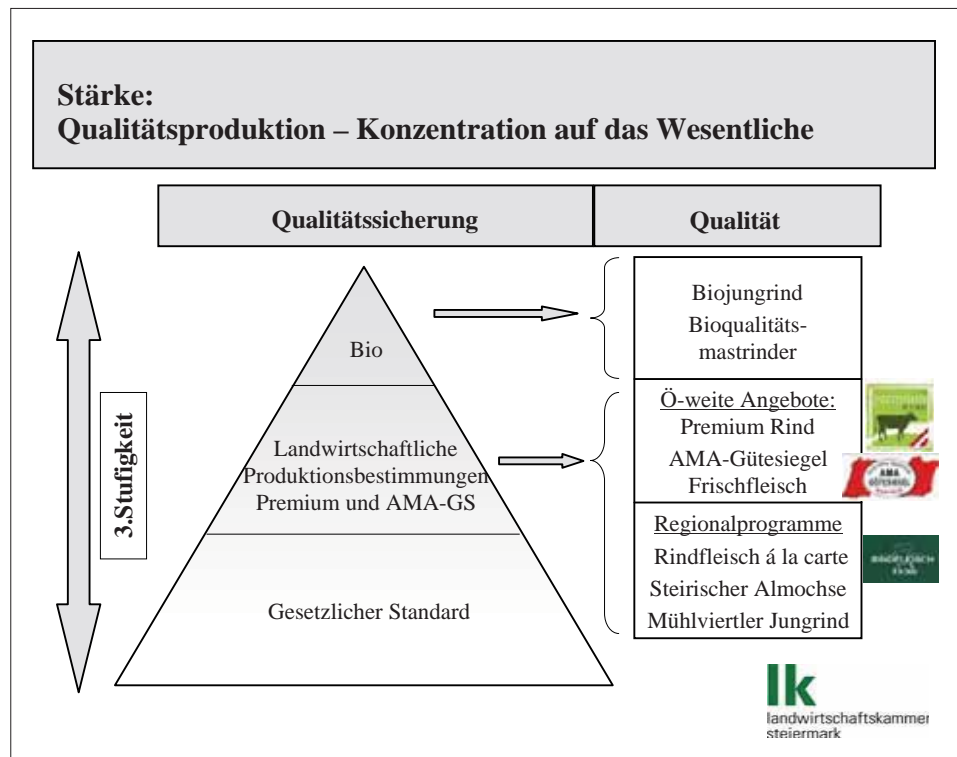 Stärke:
Qualitätsproduktion – Konzentration auf das Wesentliche
Qualitätssicherung
Qualität
3.Stufigkeit
Bio
Landwirtschaftliche
Produktionsbestimmungen
Premium und AMA-GS
Gesetzlicher Standard
Biojungrind
Bioqualitäts-
mastrinder
Ö-weite Angebote:
Premium Rind
AMA-Gütesiegel
Frischfleisch
AMA
GÜTESIEGEL
Regionalprogramme
Rindfleisch á la carte
Steirischer Almochse
Mühlviertler Jungrind
lk
landwirtschaftskammer
steiermark